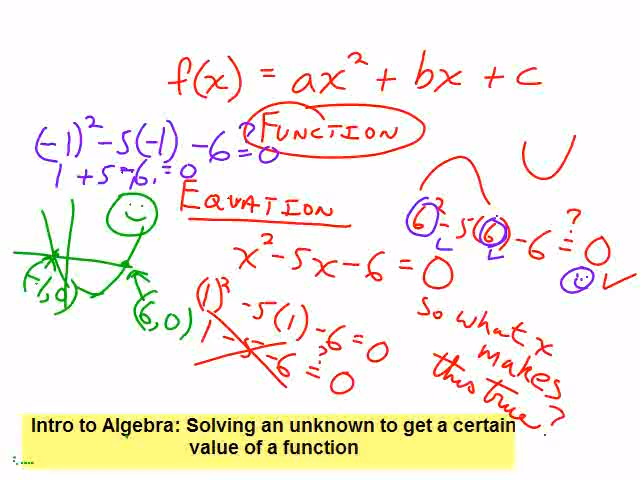 f(x) = ax² + bx + c
FUNCTION
(-1)² - 5(-1) - 6 ≟ 0
1 + 5 - 6 = 0
EQUATION
6² - 5(6) - 6 ≟ 0
x² - 5x - 6 = 0
(-1,0)
(6,0)
(1)² - 5(1) - 6 = 0
1 - 5 - 6 ≟ 0
So what x
makes
this true?
Intro to Algebra: Solving an unknown to get a certain
value of a function